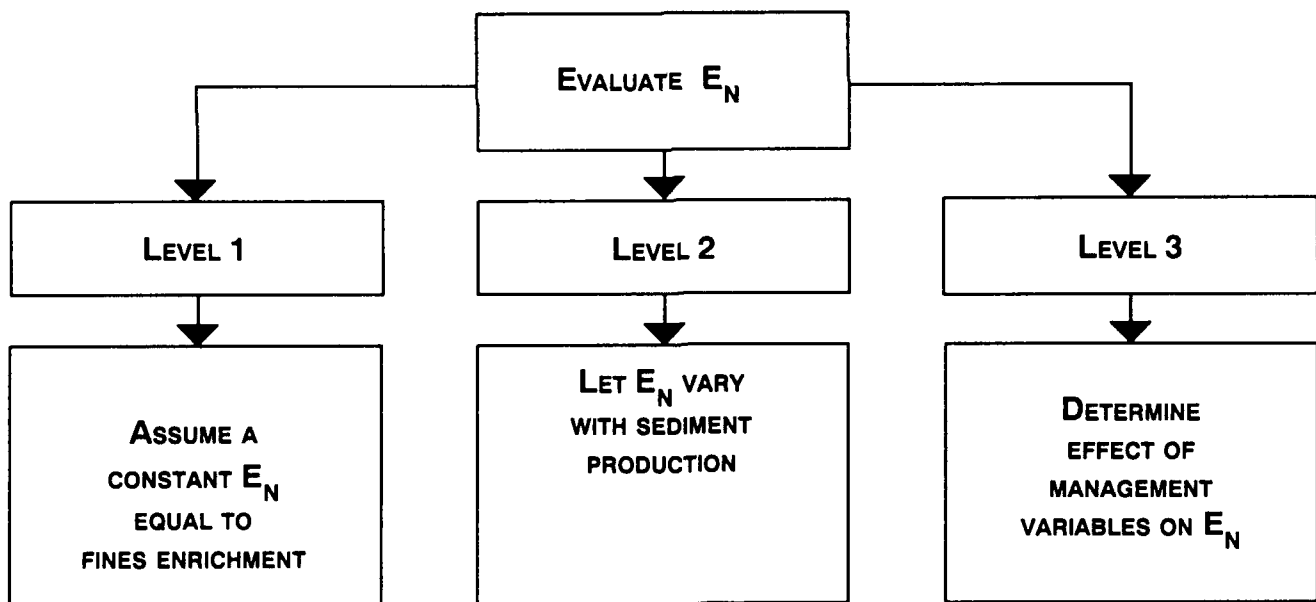 EVALUATE E_N
LEVEL 1
LEVEL 2
LEVEL 3
ASSUME A
CONSTANT E_N
EQUAL TO
FINES ENRICHMENT
LET E_N VARY
WITH SEDIMENT
PRODUCTION
DETERMINE
EFFECT OF
MANAGEMENT
VARIABLES ON E_N